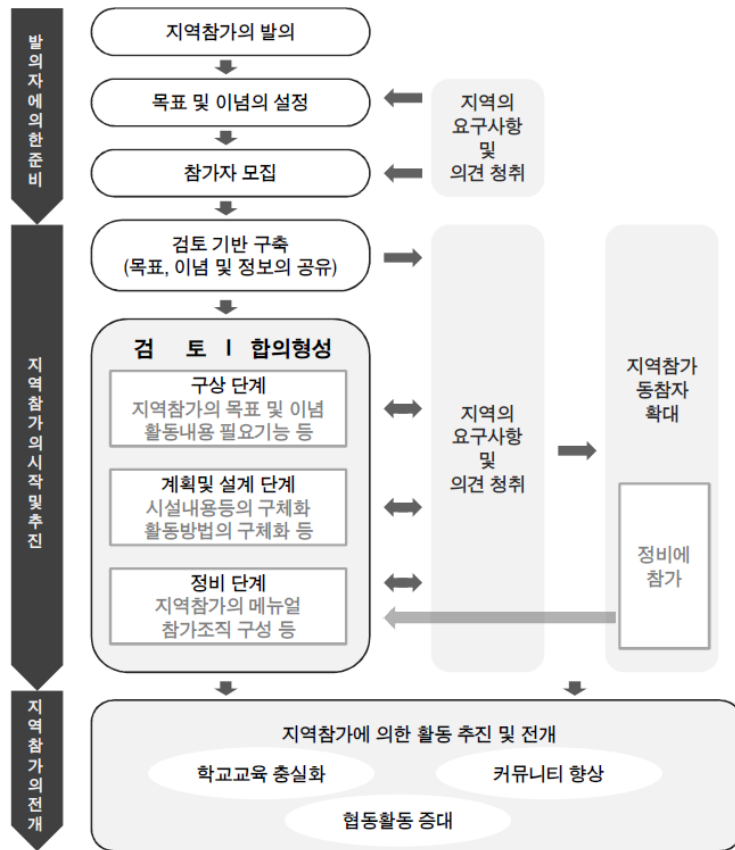 발의자에의한준비
지역참가의 발의
목표 및 이념의 설정
참가자 모집
지역의
요구사항
및
의견 청취
지역참가의시작및추진
검토 기반 구축
(목표, 이념 및 정보의 공유)
검 토 l 합의형성
구상 단계
지역참가의 목표 및 이념
활동내용 필요기능 등
계획및 설계 단계
시설내용등의 구체화
활동방법의 구체화 등
정비 단계
지역참가의 메뉴얼
참가조직 구성 등
지역의
요구사항
및
의견 청취
지역참가
동참자
확대
정비에
참가
지역참가의전개
지역참가에 의한 활동 추진 및 전개
학교교육 충실화
커뮤니티 향상
협동활동 증대